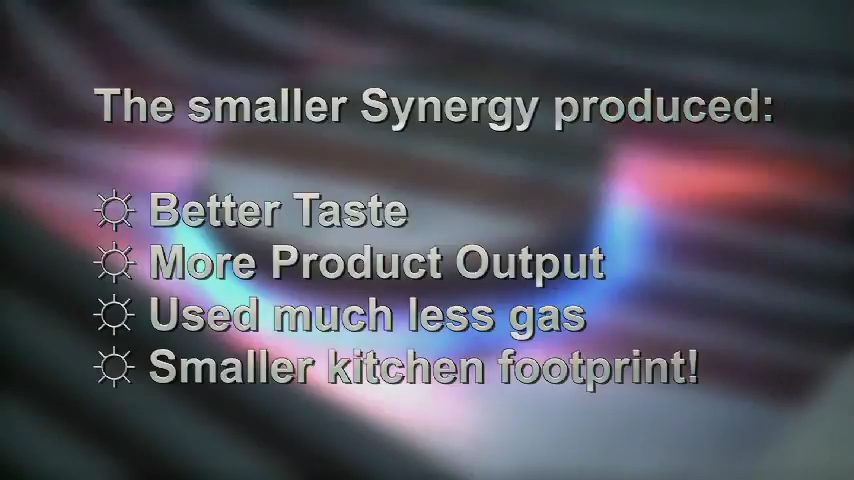 The smaller Synergy produced:
☼ Better Taste
☼ More Product Output
☼ Used much less gas
☼ Smaller kitchen footprint!